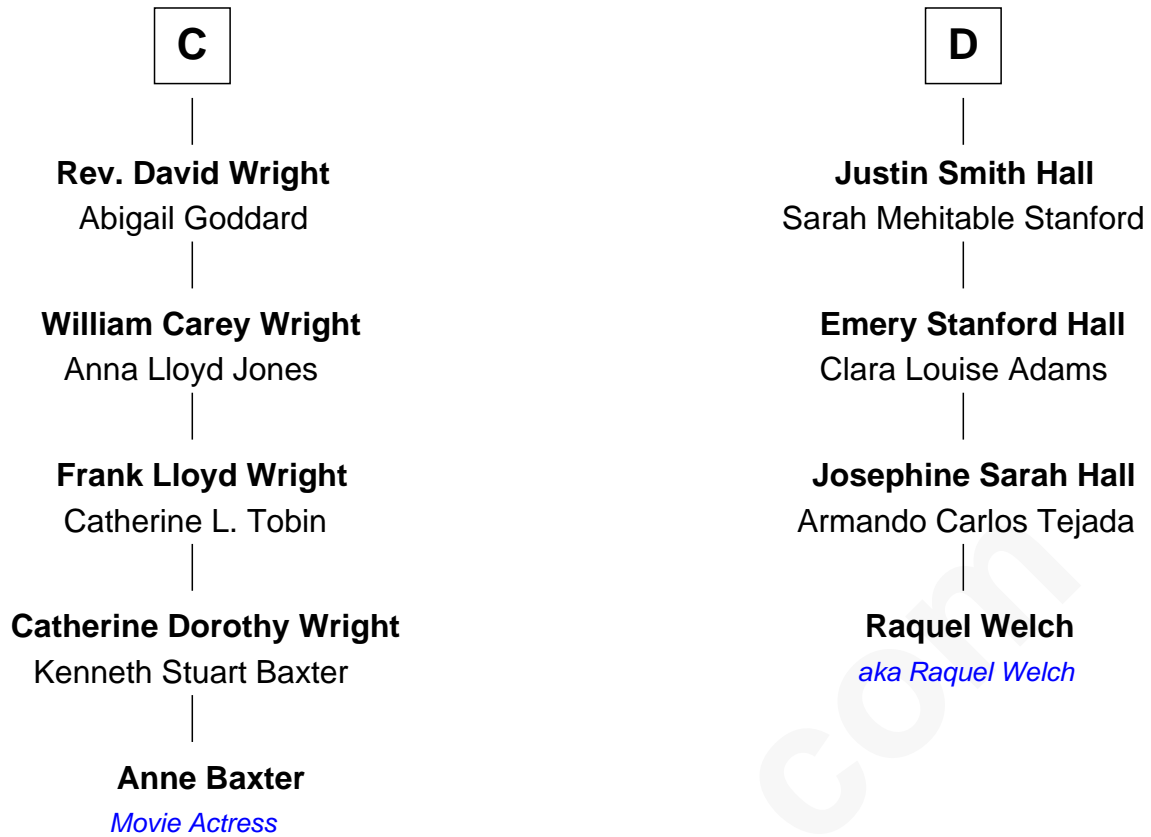 C
Rev. David Wright
Abigail Goddard
William Carey Wright
Anna Lloyd Jones
Frank Lloyd Wright
Catherine L. Tobin
Catherine Dorothy Wright
Kenneth Stuart Baxter
Anne Baxter
Movie Actress
D
Justin Smith Hall
Sarah Mehitable Stanford
Emery Stanford Hall
Clara Louise Adams
Josephine Sarah Hall
Armando Carlos Tejada
Raquel Welch
aka Raquel Welch
com